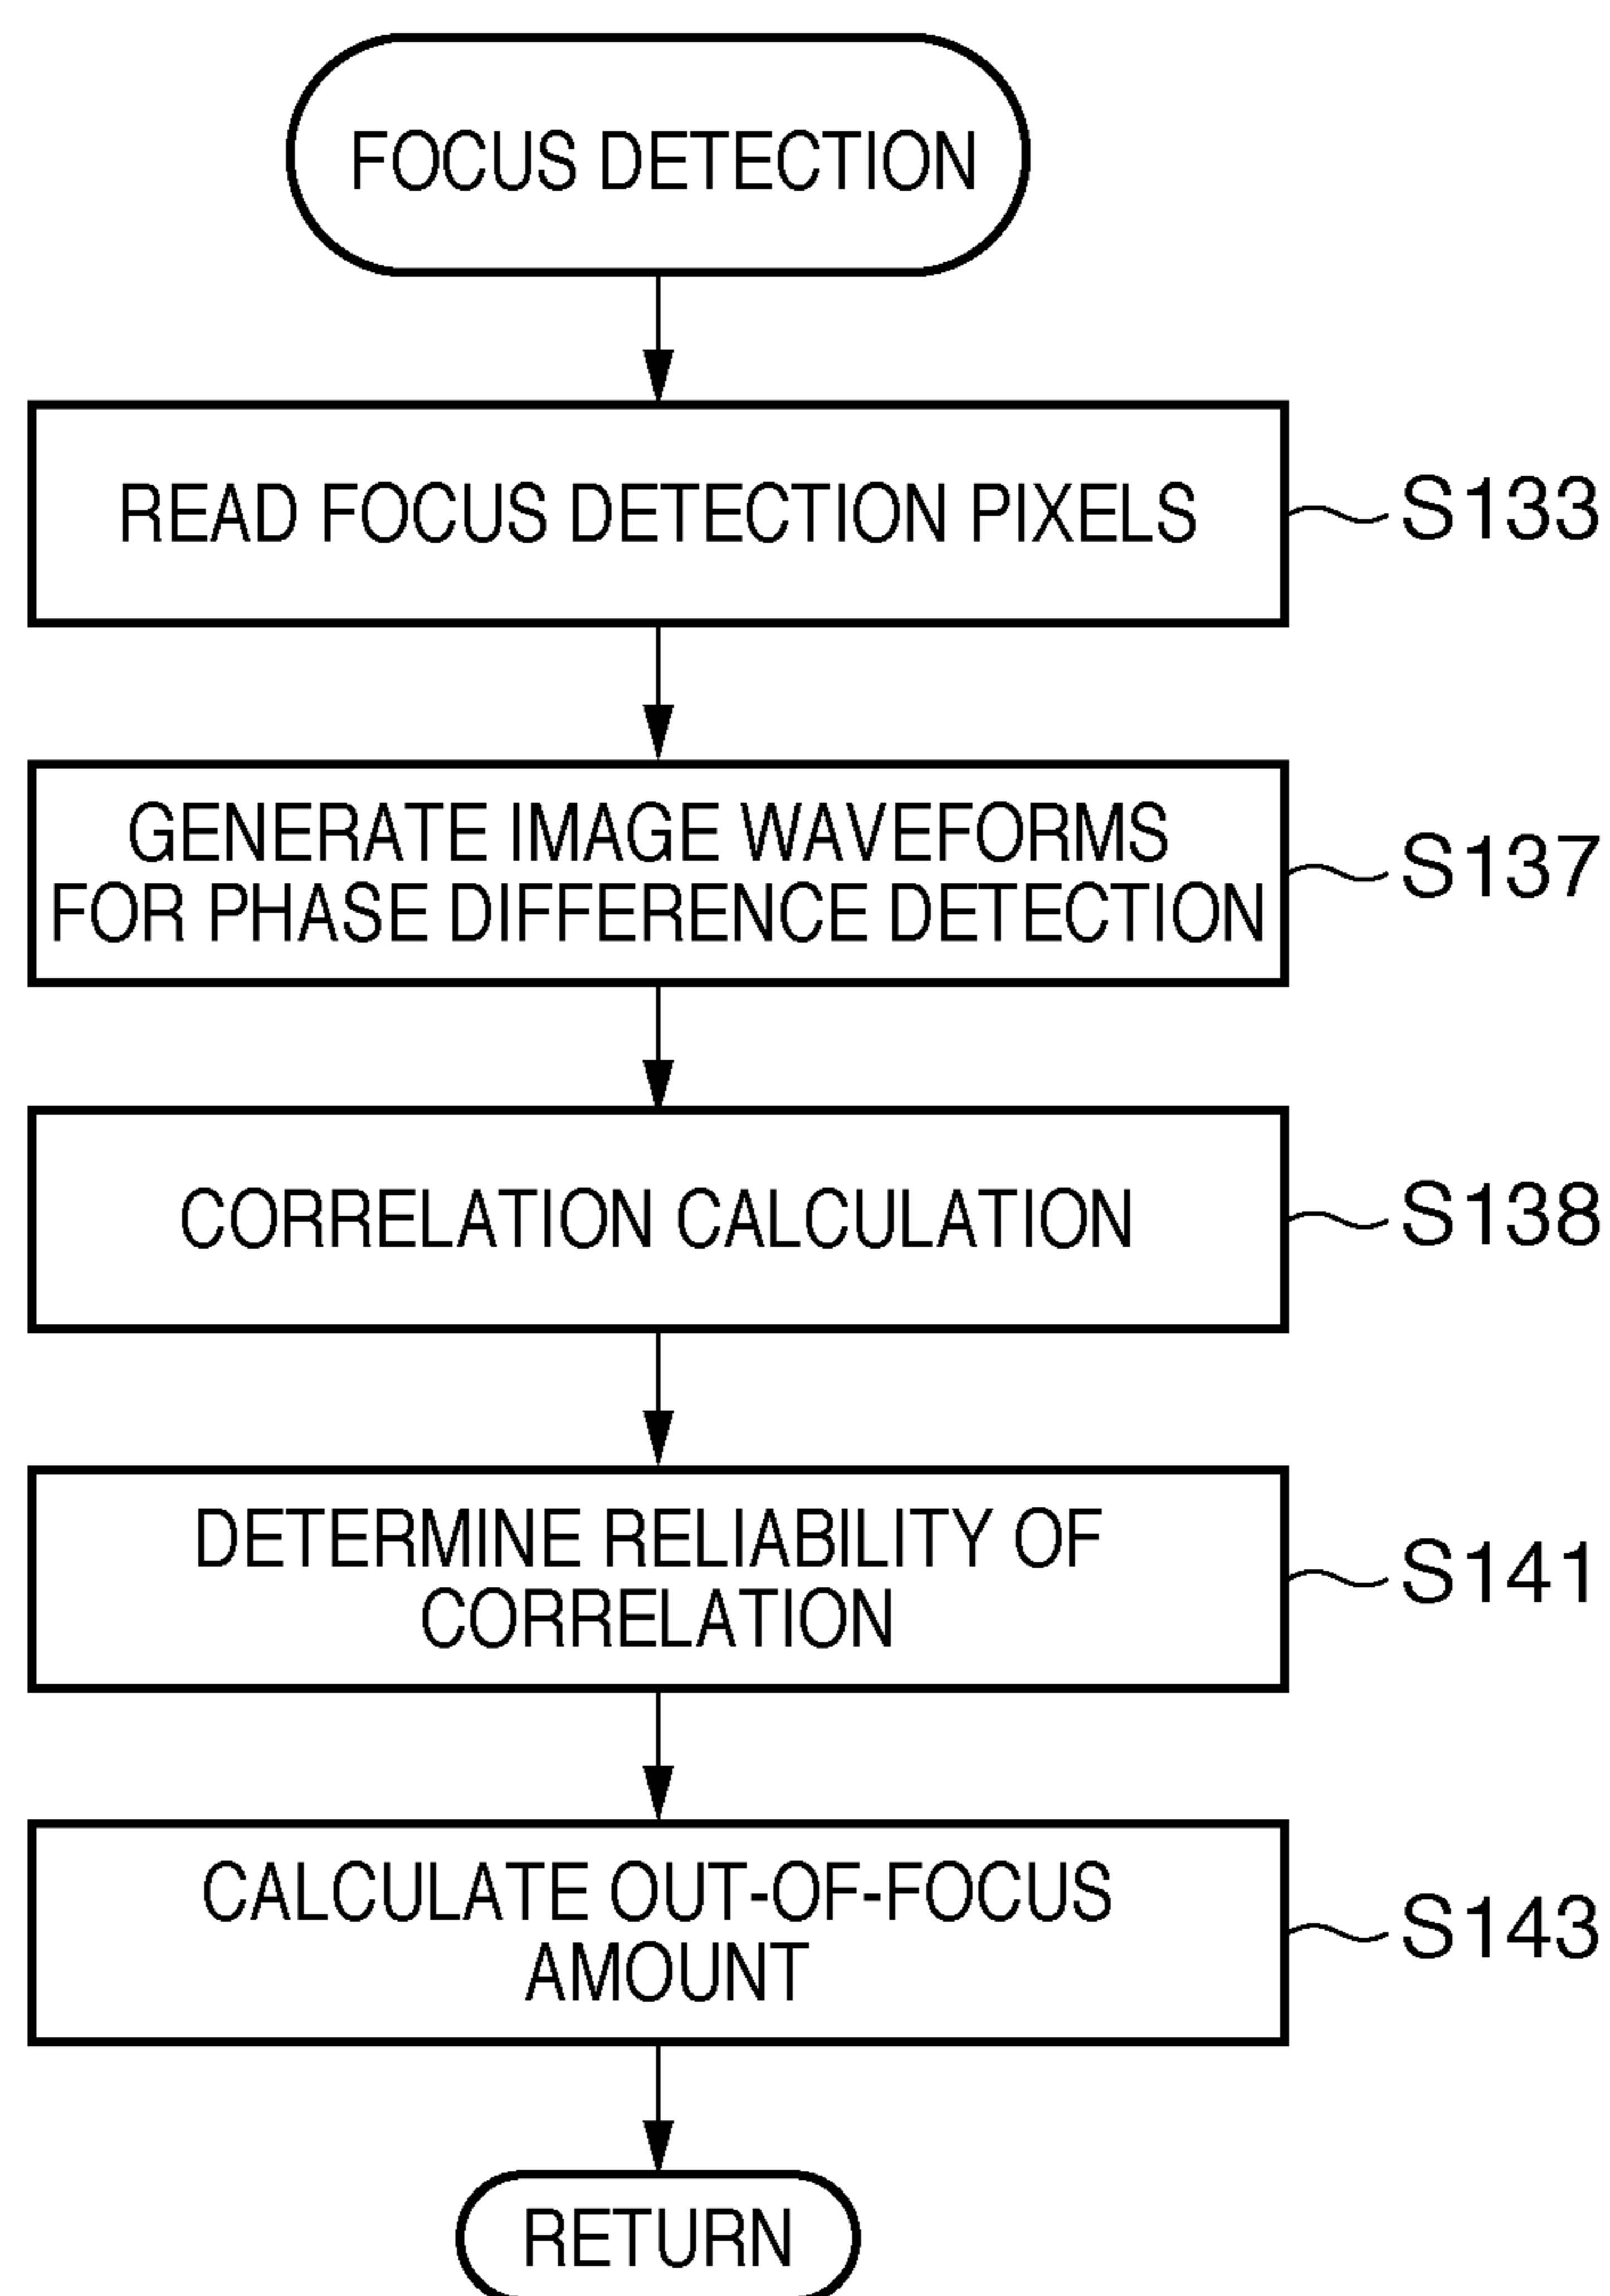 FOCUS DETECTION
READ FOCUS DETECTION PIXELS
S133
GENERATE IMAGE WAVEFORMS
FOR PHASE DIFFERENCE DETECTION
S137
CORRELATION CALCULATION
S138
DETERMINE RELIABILITY OF
CORRELATION
S141
CALCULATE OUT-OF-FOCUS
AMOUNT
S143
RETURN